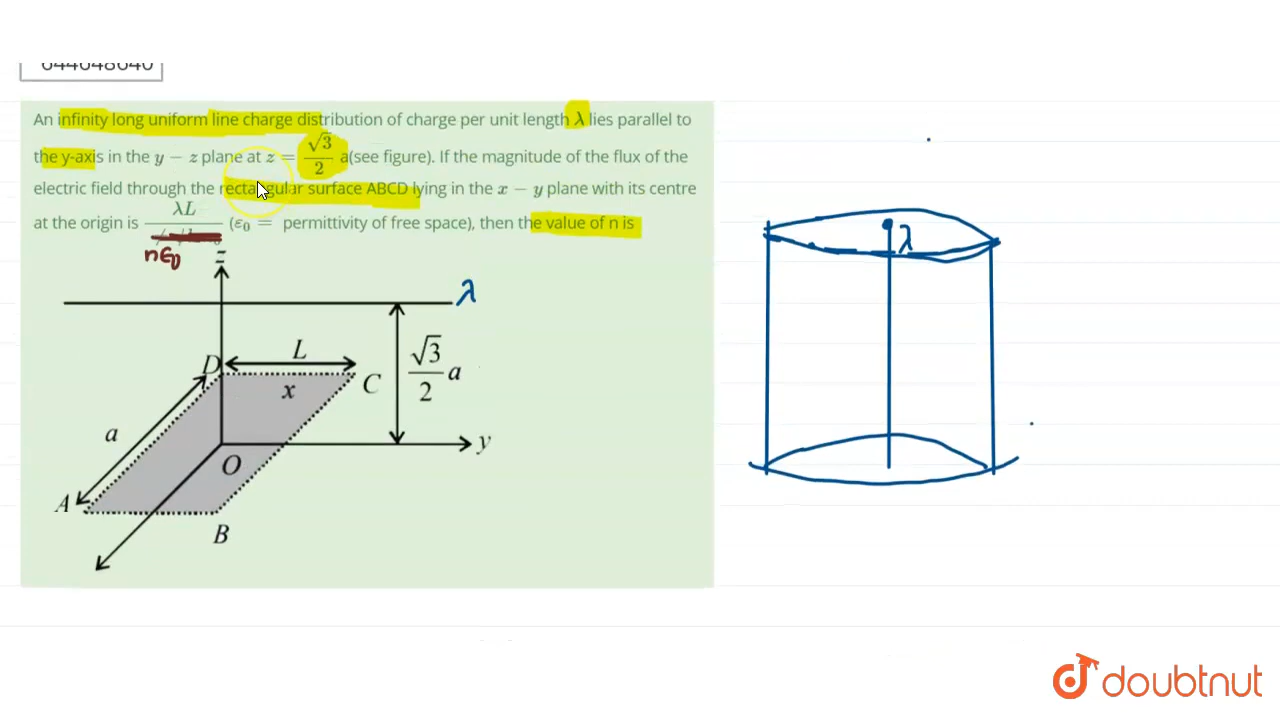 644648640
An infinity long uniform line charge distribution of charge per unit length λ lies parallel to
the y-axis in the y − z plane at z = √3/2 a(see figure). If the magnitude of the flux of the
electric field through the rectangular surface ABCD lying in the x − y plane with its centre
at the origin is λL/ (ε0 = permittivity of free space), then the value of n is
nε0
z
λ
λ
D
L
C
x
√3/2 a
a
y
O
A
B
doubtnut